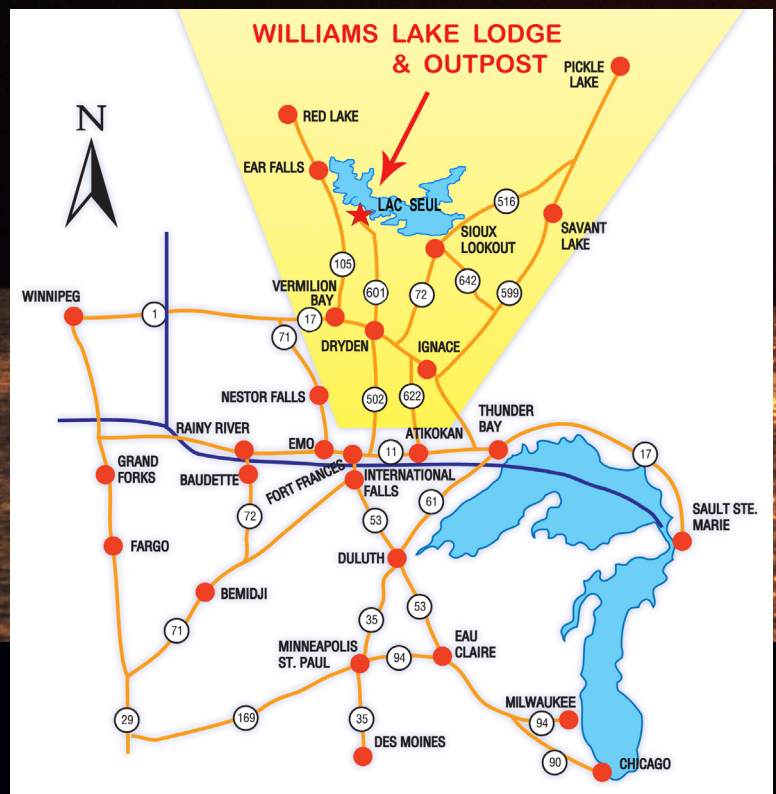 WILLIAMS LAKE LODGE
& OUTPOST
PICKLE
LAKE
RED LAKE
N
EAR FALLS
LAC SEUL
516
SIOUX
LOOKOUT
SAVANT
LAKE
105
642
VERMILION
BAY
601
72
599
WINNIPEG
1
17
71
DRYDEN
IGNACE
NESTOR FALLS
502
622
THUNDER
BAY
RAINY RIVER
EMO
ATIKOKAN
11
17
GRAND
FORKS
BAUDETTE
FORT FRANCES
INTERNATIONAL
FALLS
61
SAULT STE.
MARIE
72
53
FARGO
DULUTH
BEMIDJI
35
53
71
MINNEAPOLIS
ST. PAUL
94
EAU
CLAIRE
29
169
35
MILWAUKEE
94
DES MOINES
90
CHICAGO